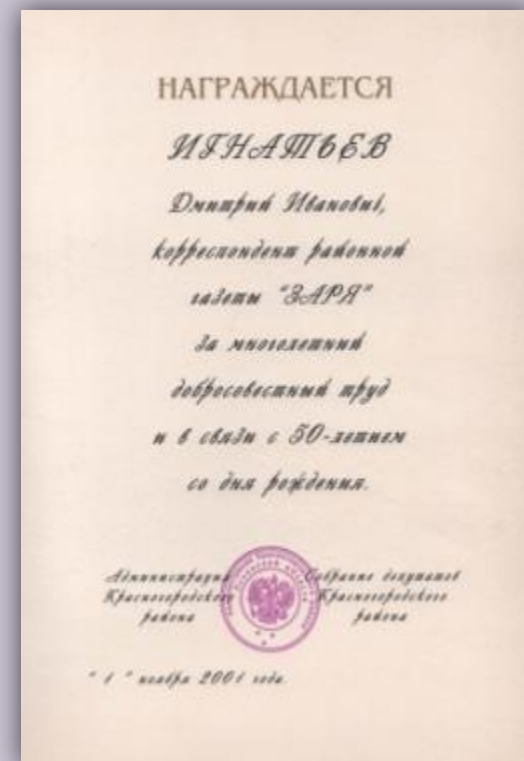 НАГРАЖДАЕТСЯ
ИГНАТЬЕВ
Дмитрий Иванович,
корреспондент районной
газеты "ЗАРЯ"
за многолетний
добросовестный труд
и в связи с 50-летием
со дня рождения.
Администрация Собрание депутатов
Красногородского Красногородского
района района
" 1 " ноября 2001 года.